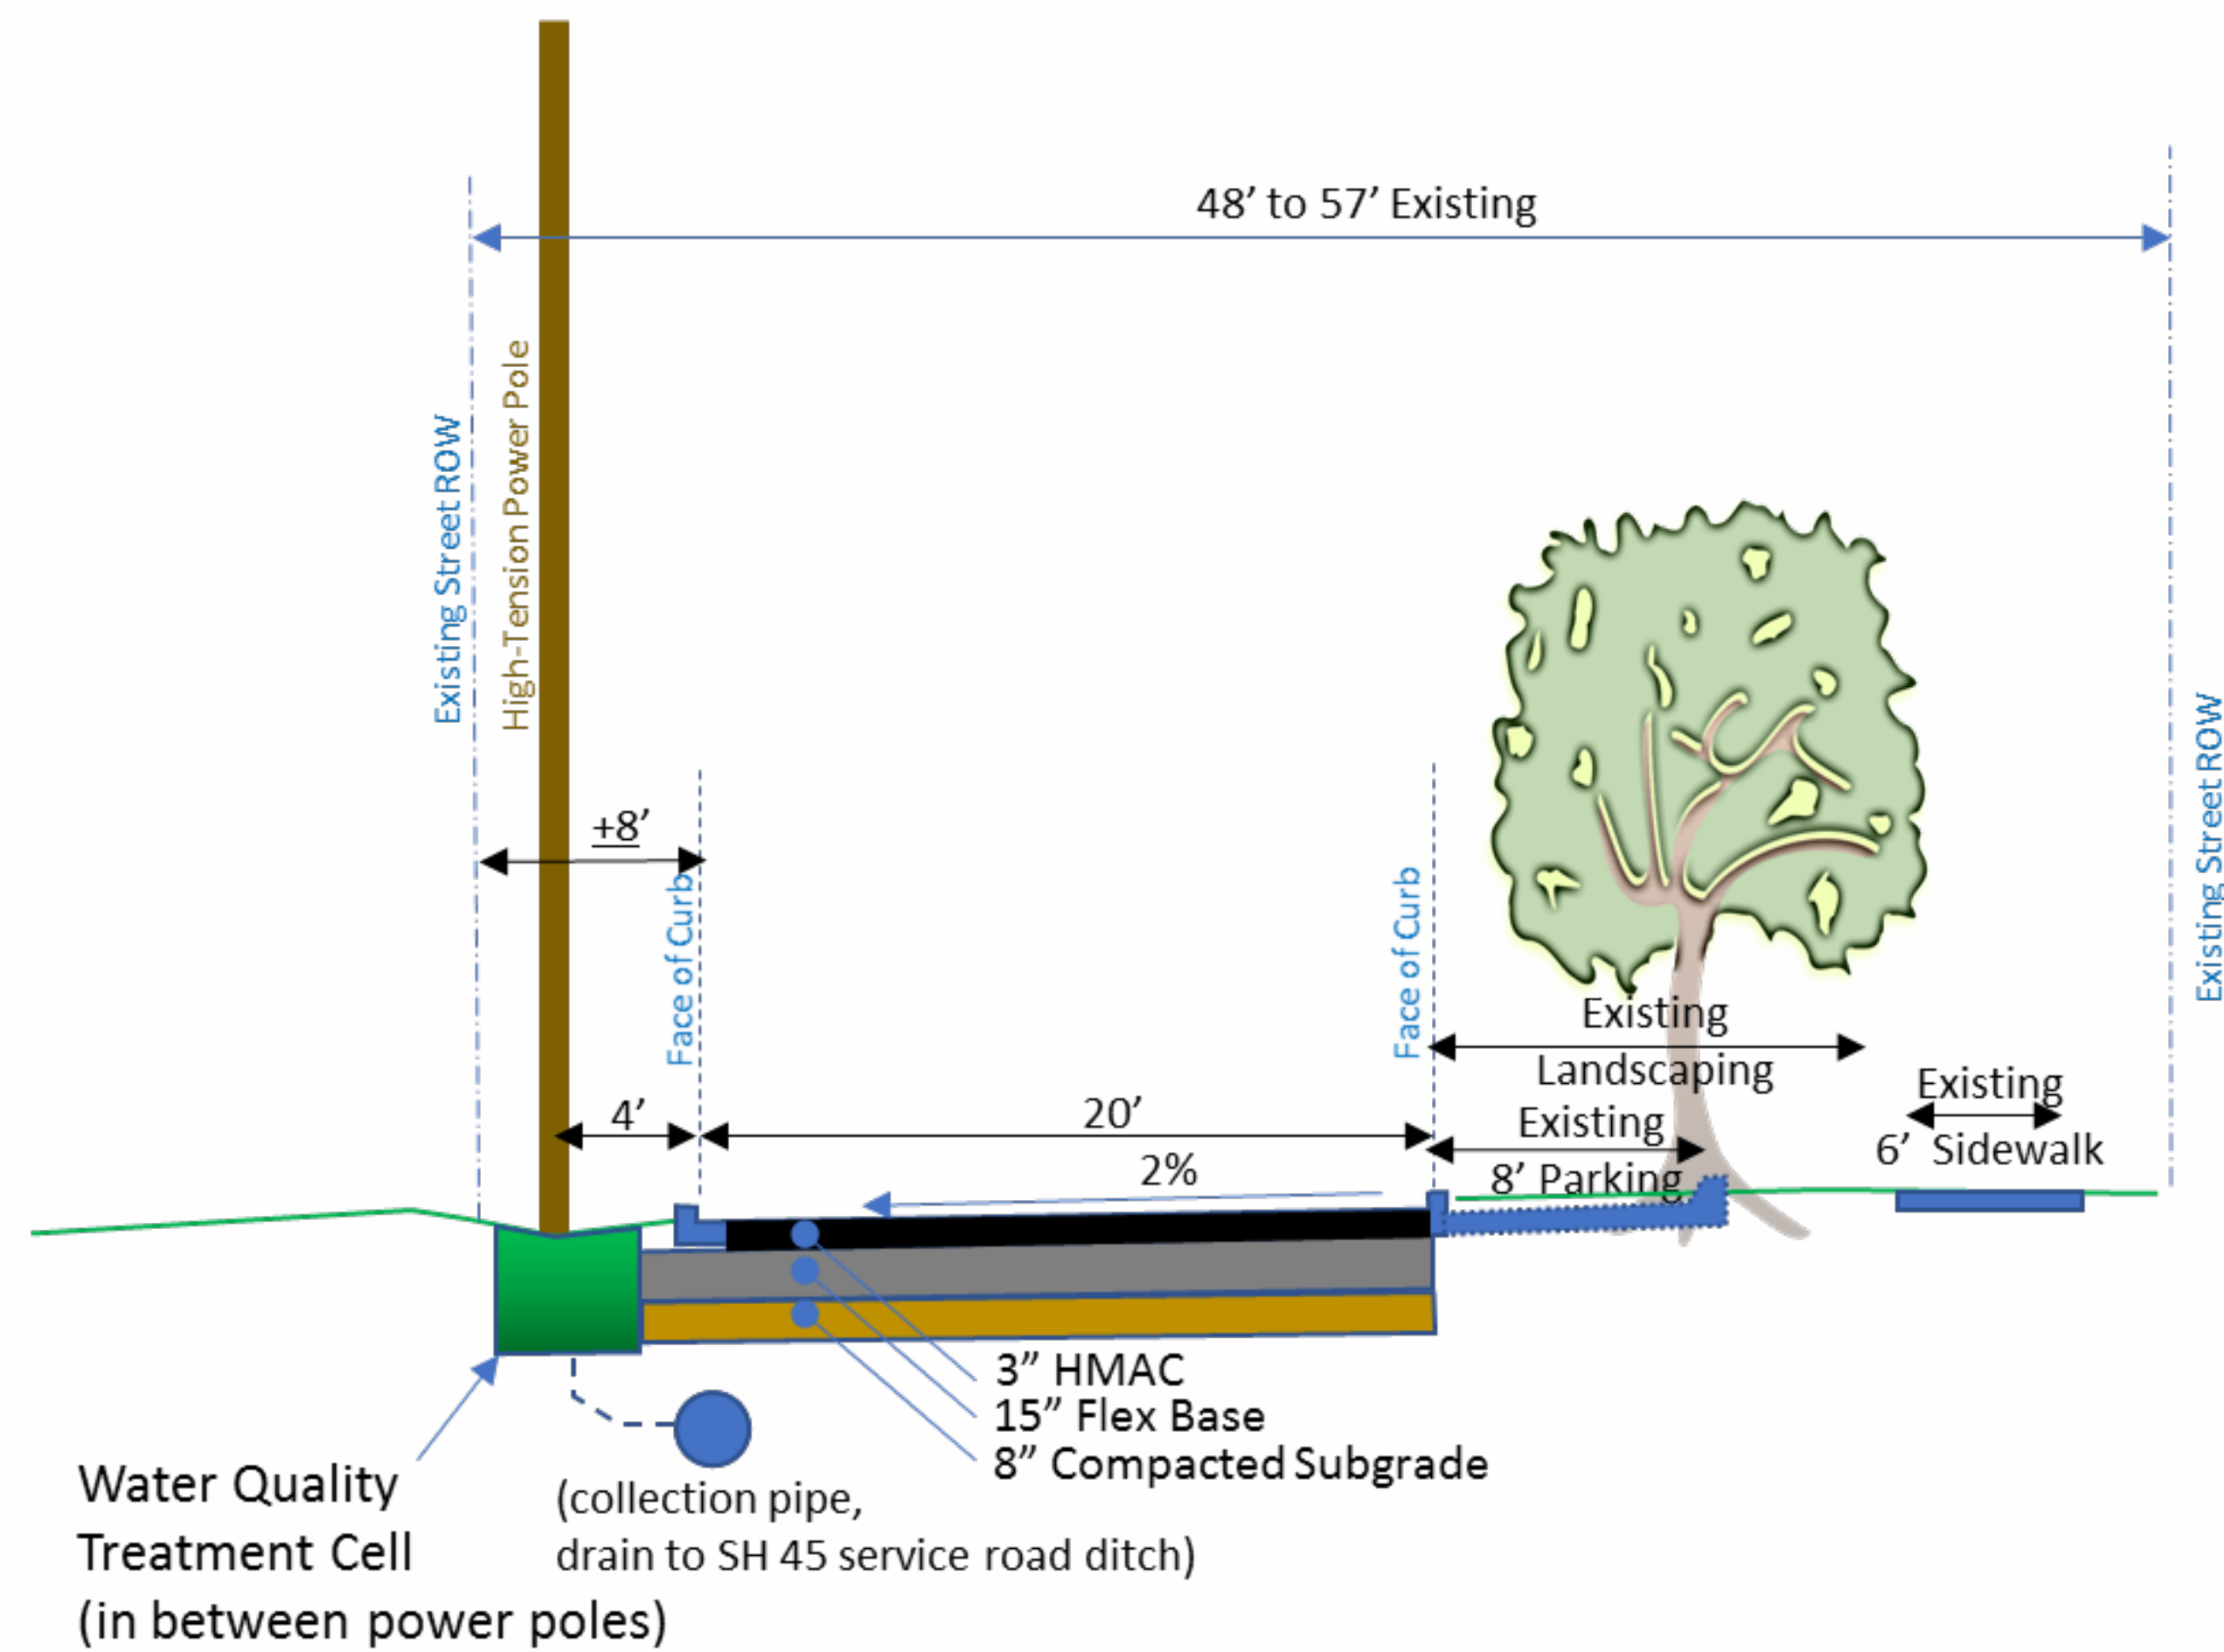 48’ to 57’ Existing
Existing Street ROW
High-Tension Power Pole
Existing Street ROW
+8’
Face of Curb
Face of Curb
Existing
Landscaping
4’
20’
2%
Existing
8’ Parking
Existing
6’ Sidewalk
3” HMAC
15” Flex Base
8” Compacted Subgrade
Water Quality
Treatment Cell
(in between power poles)
(collection pipe,
drain to SH 45 service road ditch)